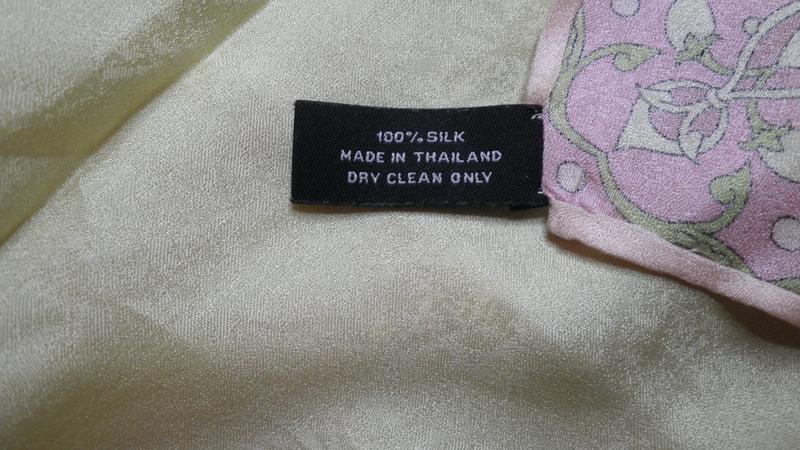 100% SILK
MADE IN THAILAND
DRY CLEAN ONLY